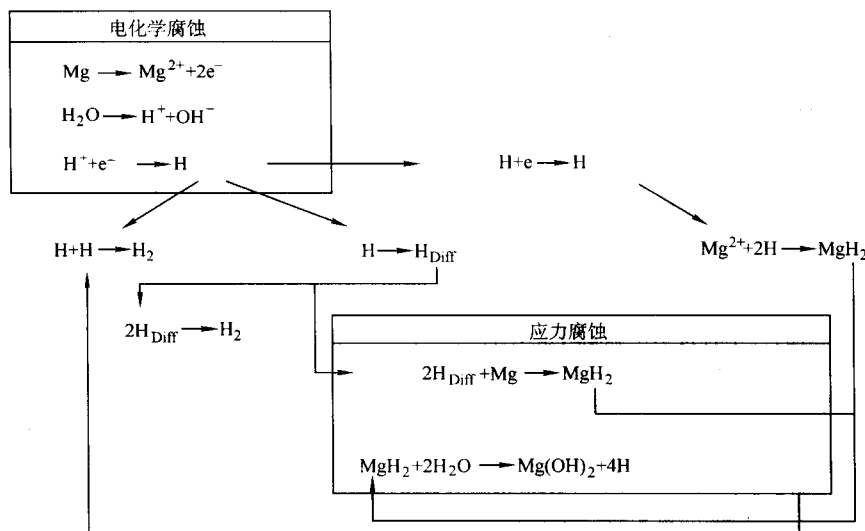 电化学腐蚀
Mg → Mg²⁺+2e⁻
H₂O → H⁺+OH⁻
H⁺+e⁻ → H
H+e → H
H+H → H₂
H → H_Diff
Mg²⁺+2H → MgH₂
2H_Diff → H₂
应力腐蚀
2H_Diff+Mg → MgH₂
MgH₂+2H₂O → Mg(OH)₂+4H